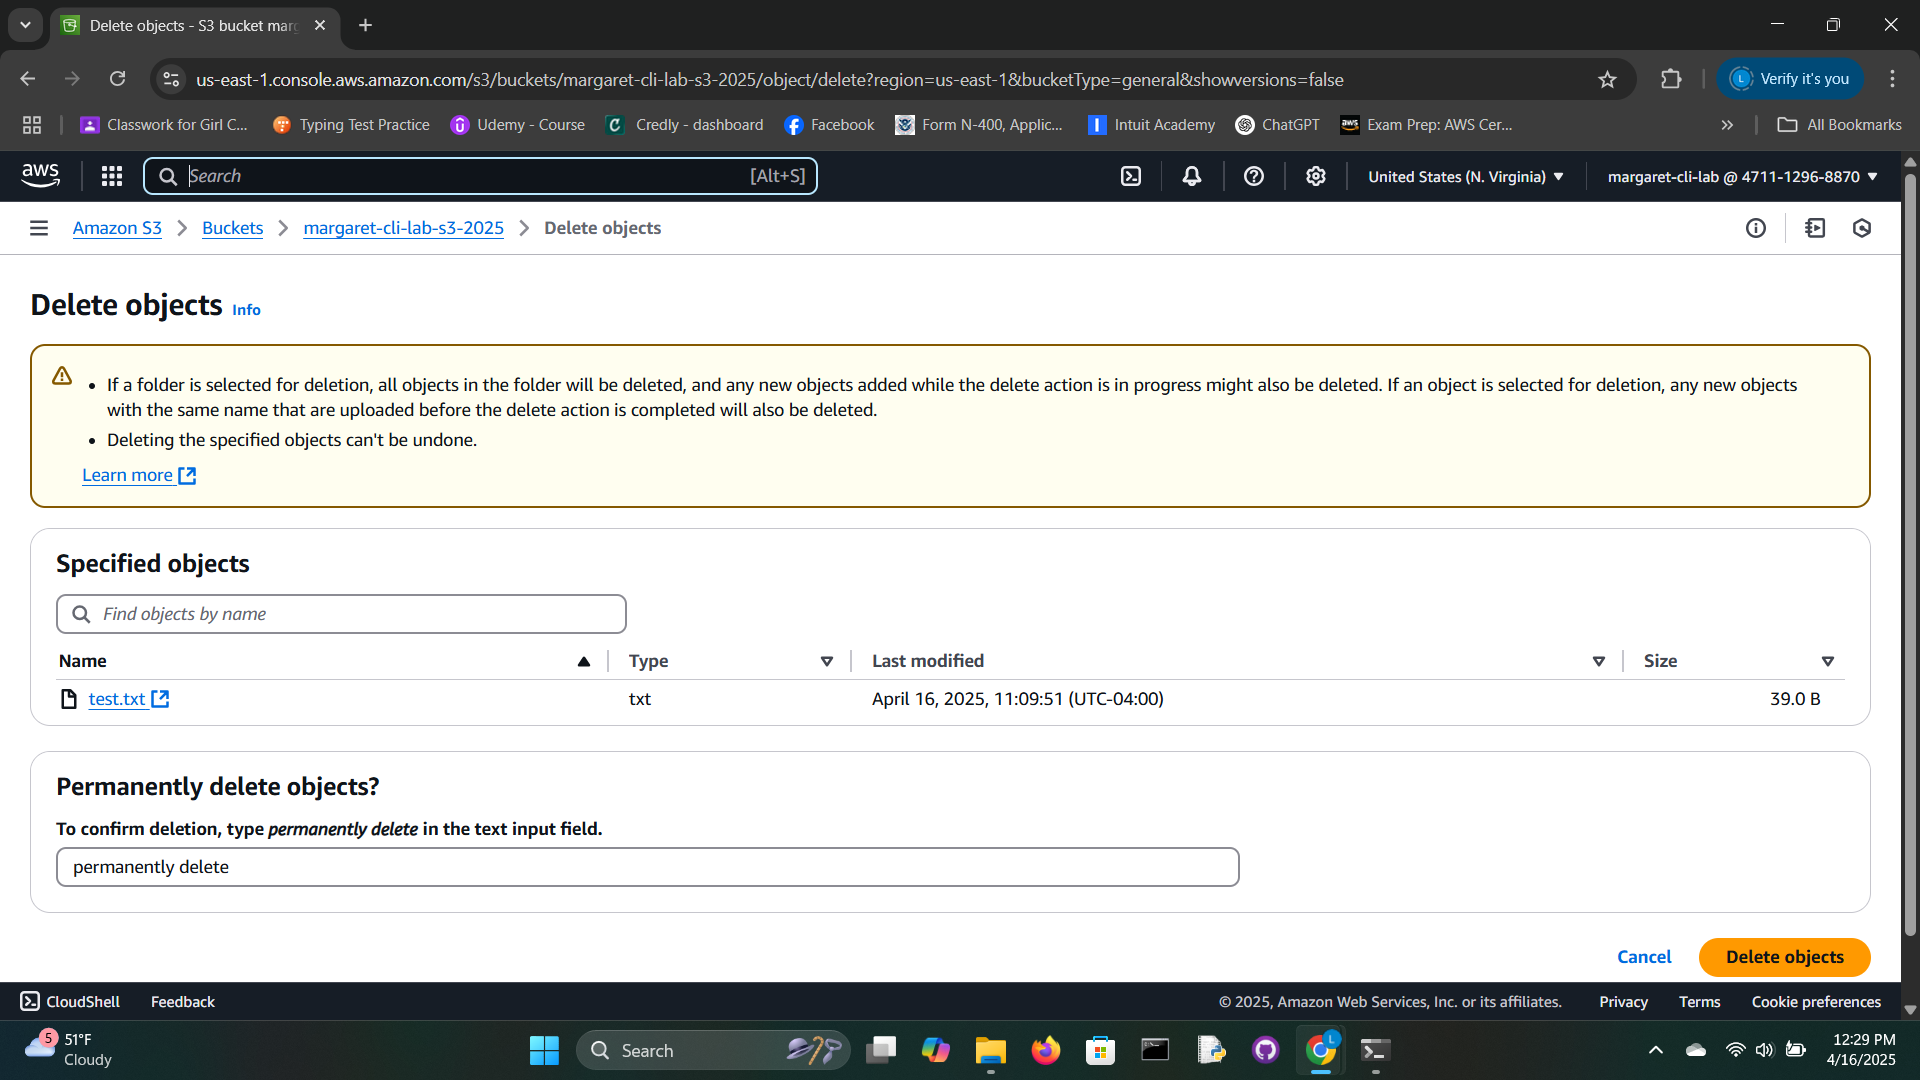 Delete objects - S3 bucket marg
us-east-1.console.aws.amazon.com/s3/buckets/margaret-cli-lab-s3-2025/object/delete?region=us-east-1&bucketType=general&showversions=false
L Verify it's you
Classwork for Girl C... Typing Test Practice Udemy - Course Credly - dashboard Facebook Form N-400, Applic... Intuit Academy ChatGPT aws Exam Prep: AWS Cer... » All Bookmarks
aws Search [Alt+S] United States (N. Virginia) margaret-cli-lab @ 4711-1296-8870
Amazon S3 > Buckets > margaret-cli-lab-s3-2025 > Delete objects
Delete objects Info
• If a folder is selected for deletion, all objects in the folder will be deleted, and any new objects added while the delete action is in progress might also be deleted. If an object is selected for deletion, any new objects
with the same name that are uploaded before the delete action is completed will also be deleted.
• Deleting the specified objects can't be undone.
Learn more
Specified objects
Find objects by name
Name Type Last modified Size
test.txt txt April 16, 2025, 11:09:51 (UTC-04:00) 39.0 B
Permanently delete objects?
To confirm deletion, type permanently delete in the text input field.
permanently delete
Cancel Delete objects
CloudShell Feedback © 2025, Amazon Web Services, Inc. or its affiliates. Privacy Terms Cookie preferences
5 51°F
Cloudy
Search
L
12:29 PM
4/16/2025